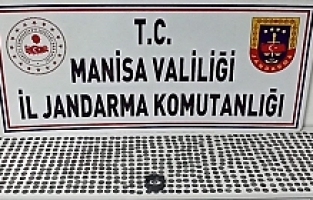 T.C.
MANİSA VALİLİĞİ
İL JANDARMA KOMUTANLIĞI